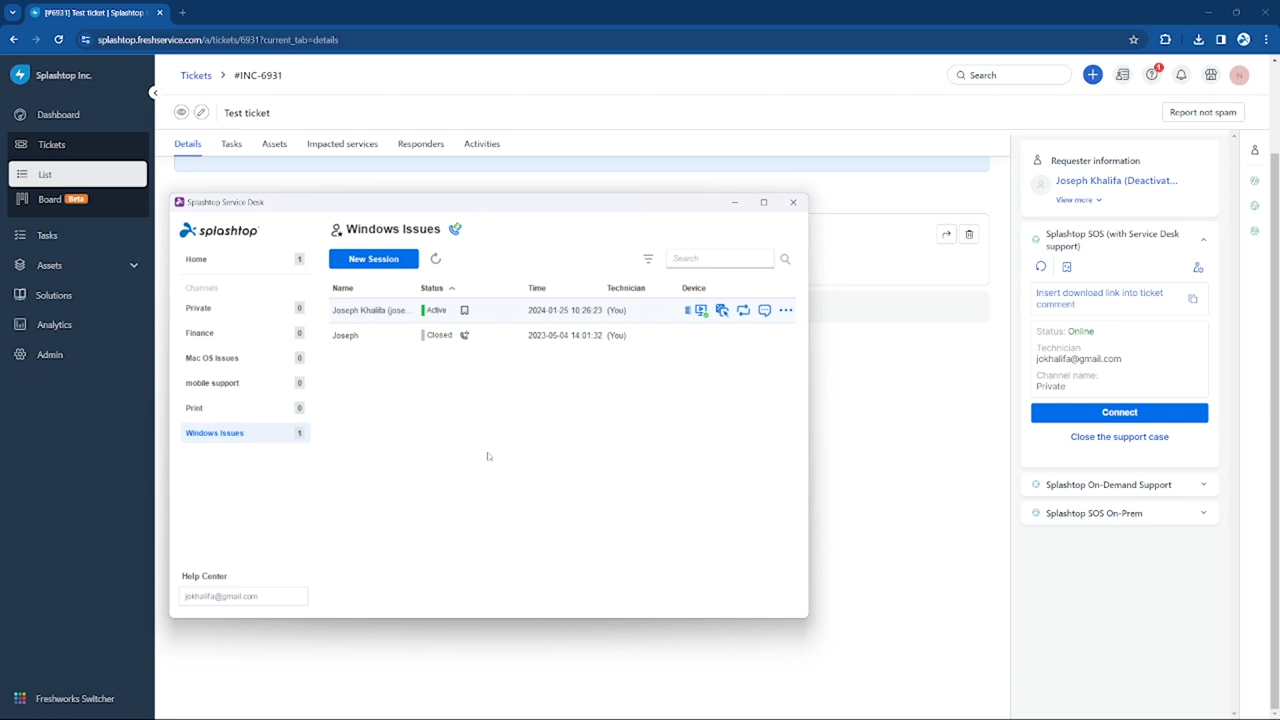 [#6931] Test ticket | Splashtop
splashtop.freshservice.com/a/tickets/6931?current_tab=details
Splashtop Inc.
Dashboard
Tickets
List
Board Beta
Tasks
Assets
Solutions
Analytics
Admin
Freshworks Switcher
Tickets > #INC-6931
Search
1
N
Test ticket
Report not spam
Details Tasks Assets Impacted services Responders Activities
Splashtop Service Desk
splashtop
Home 1
Channels
Private 0
Finance 0
Mac OS Issues 0
mobile support 0
Print 0
Windows Issues 1
Help Center
jokhalifa@gmail.com
Windows Issues
New Session
Search
Name Status Time Technician Device
Joseph Khalifa (jose... Active 2024-01-25 10:26:23 (You)
Joseph Closed 2023-05-04 14:01:32 (You)
Requester information
Joseph Khalifa (Deactivat...
View more
Splashtop SOS (with Service Desk
support)
Insert download link into ticket
comment
Status: Online
Technician
jokhalifa@gmail.com
Channel name:
Private
Connect
Close the support case
Splashtop On-Demand Support
Splashtop SOS On-Prem